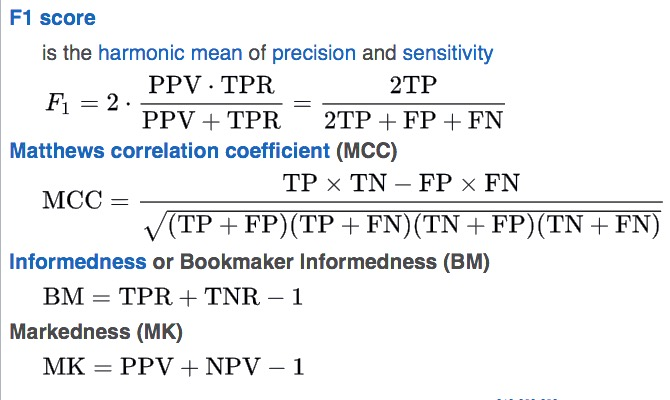 F1 score
is the harmonic mean of precision and sensitivity
F₁ = 2 · (PPV · TPR)/(PPV + TPR) = 2TP/(2TP + FP + FN)
Matthews correlation coefficient (MCC)
MCC = (TP × TN − FP × FN)/√((TP + FP)(TP + FN)(TN + FP)(TN + FN))
Informedness or Bookmaker Informedness (BM)
BM = TPR + TNR − 1
Markedness (MK)
MK = PPV + NPV − 1